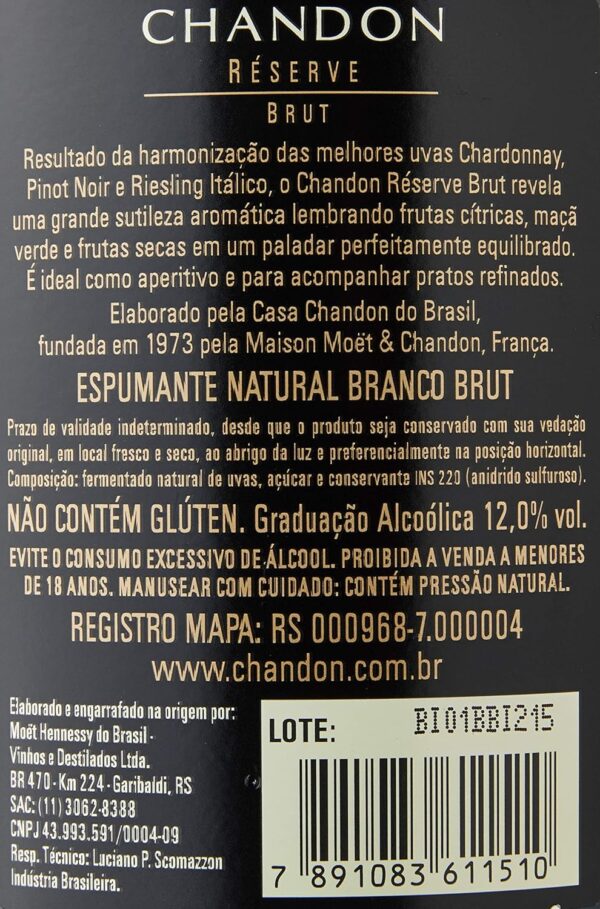 CHANDON
RÉSERVE
BRUT
Resultado da harmonização das melhores uvas Chardonnay,
Pinot Noir e Riesling Itálico, o Chandon Réserve Brut revela
uma grande sutileza aromática lembrando frutas cítricas, maçã
verde e frutas secas em um paladar perfeitamente equilibrado.
É ideal como aperitivo e para acompanhar pratos refinados.
Elaborado pela Casa Chandon do Brasil,
fundada em 1973 pela Maison Moët & Chandon, França.
ESPUMANTE NATURAL BRANCO BRUT
Prazo de validade indeterminado, desde que o produto seja conservado com sua vedação
original, em local fresco e seco, ao abrigo da luz e preferencialmente na posição horizontal.
Composição: fermentado natural de uvas, açúcar e conservante INS 220 (anidrido sulfuroso).
NÃO CONTÉM GLÚTEN. Graduação Alcoólica 12,0% vol.
EVITE O CONSUMO EXCESSIVO DE ÁLCOOL. PROIBIDA A VENDA A MENORES
DE 18 ANOS. MANUSEAR COM CUIDADO: CONTÉM PRESSÃO NATURAL.
REGISTRO MAPA: RS 000968-7.000004
www.chandon.com.br
Elaborado e engarrafado na origem por:
Moët Hennessy do Brasil -
Vinhos e Destilados Ltda.
BR 470 - Km 224 - Garibaldi, RS
SAC: (11) 3062-8388
CNPJ 43.993.591/0004-09
Resp. Técnico: Luciano P. Scomazzon
Indústria Brasileira.
LOTE: BI01BBI215
7 891083 611510